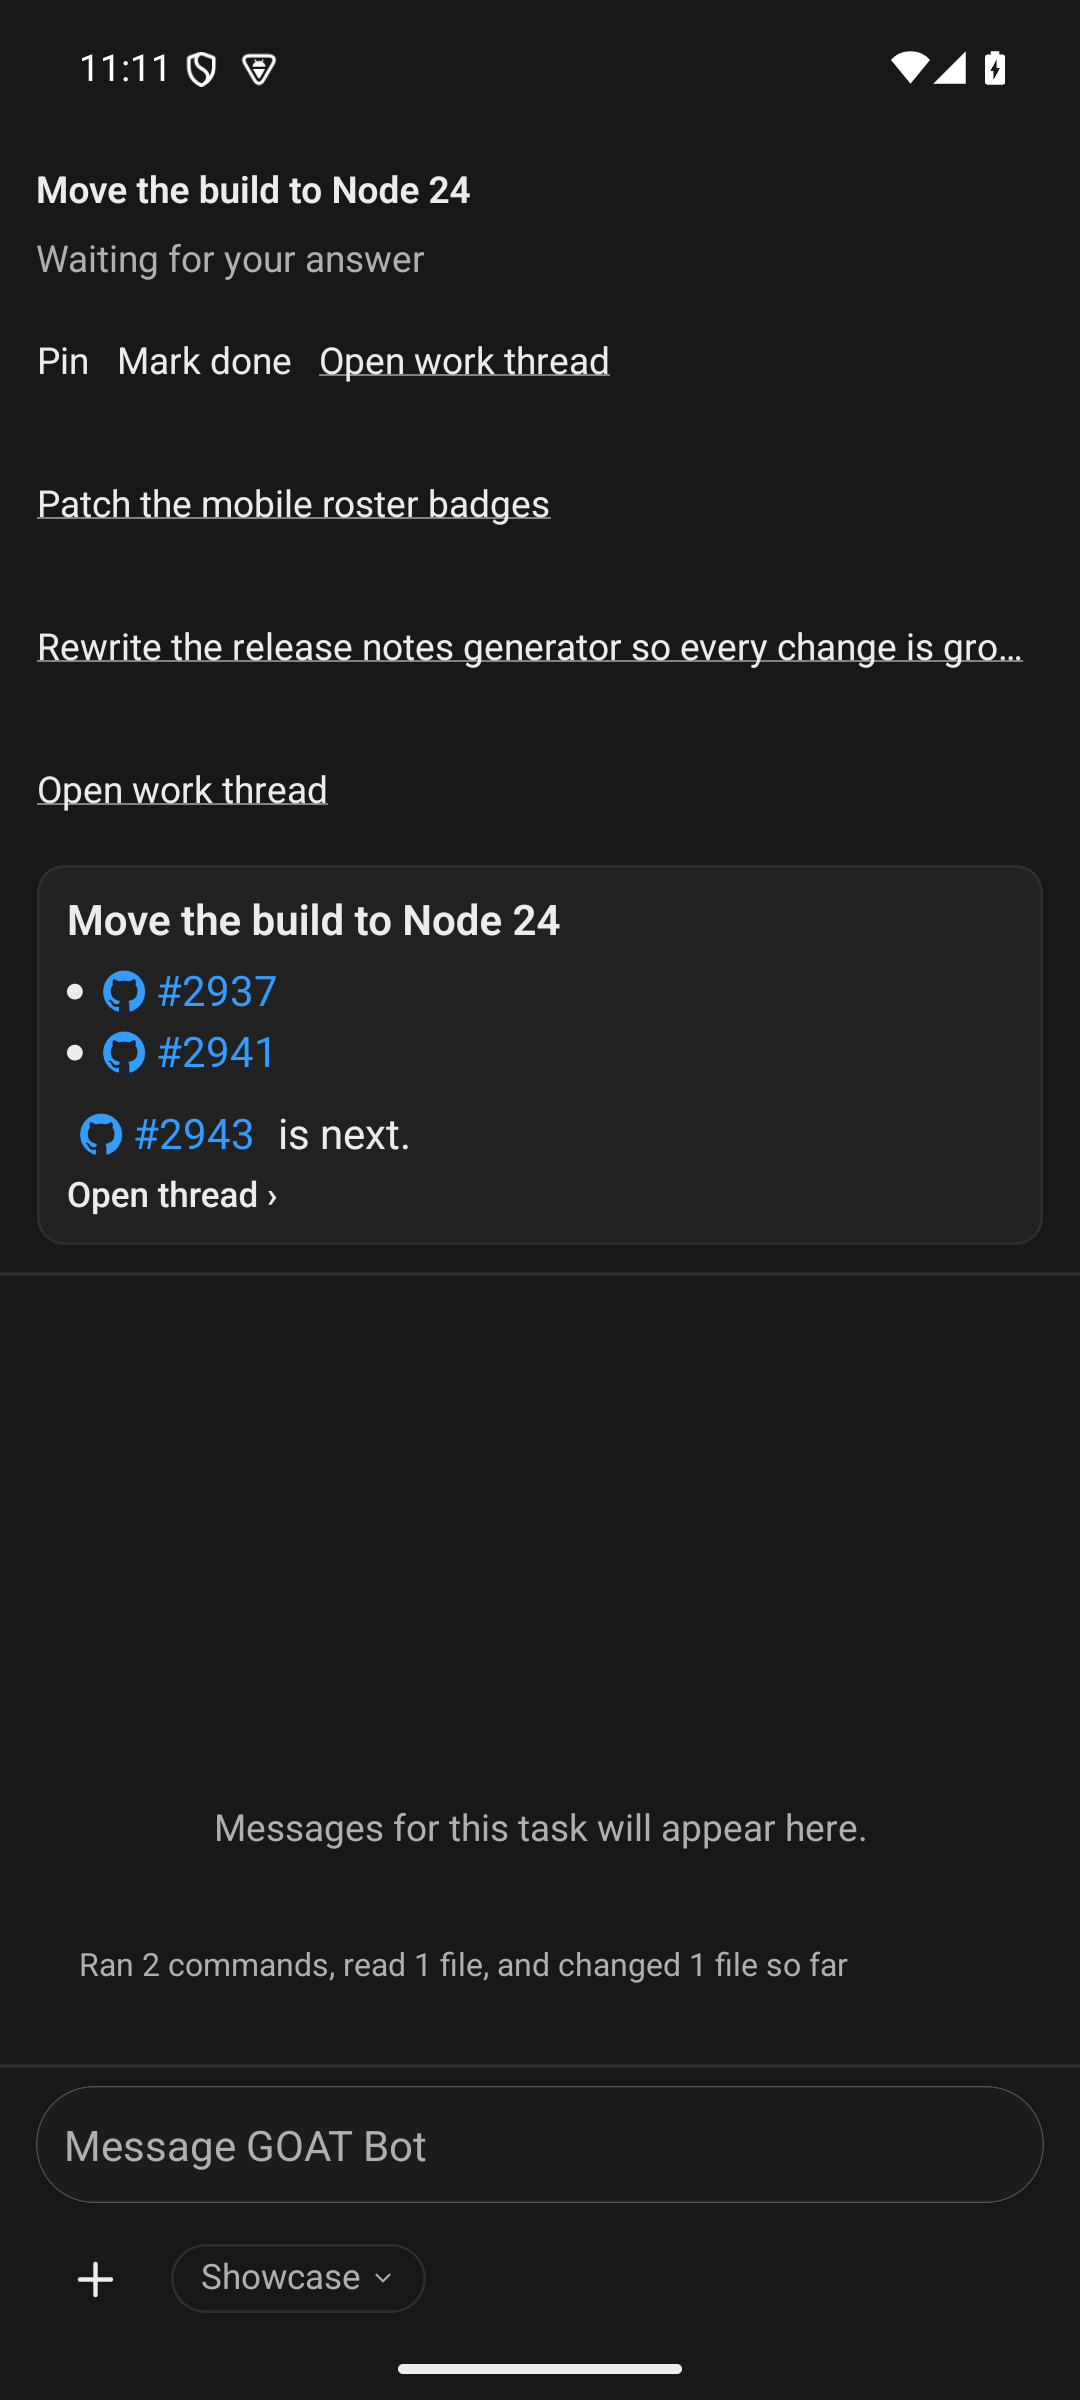 11:11
Move the build to Node 24
Waiting for your answer
Pin Mark done Open work thread
Patch the mobile roster badges
Rewrite the release notes generator so every change is gro…
Open work thread
Move the build to Node 24
• #2937
• #2941
#2943 is next.
Open thread ›
Messages for this task will appear here.
Ran 2 commands, read 1 file, and changed 1 file so far
Message GOAT Bot
Showcase